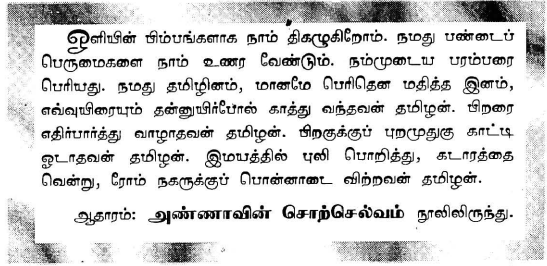 ஒளியின் பிம்பங்களாக நாம் திகழுகிறோம். நமது பண்டைப்
பெருமைகளை நாம் உணர வேண்டும். நம்முடைய பரம்பரை
பெரியது. நமது தமிழினம், மானமே பெரிதென மதித்த இனம்,
எவ்வுயிரையும் தன்னுயிர்போல் காத்து வந்தவன் தமிழன். பிறரை
எதிர்பார்த்து வாழாதவன் தமிழன். பிறகுக்குப் புறமுதுகு காட்டி
ஓடாதவன் தமிழன். இமயத்தில் புலி பொறித்து, கடாரத்தை
வென்று, ரோம் நகருக்குப் பொன்னாடை விற்றவன் தமிழன்.
ஆதாரம்: அண்ணாவின் சொற்செல்வம் நூலிலிருந்து.